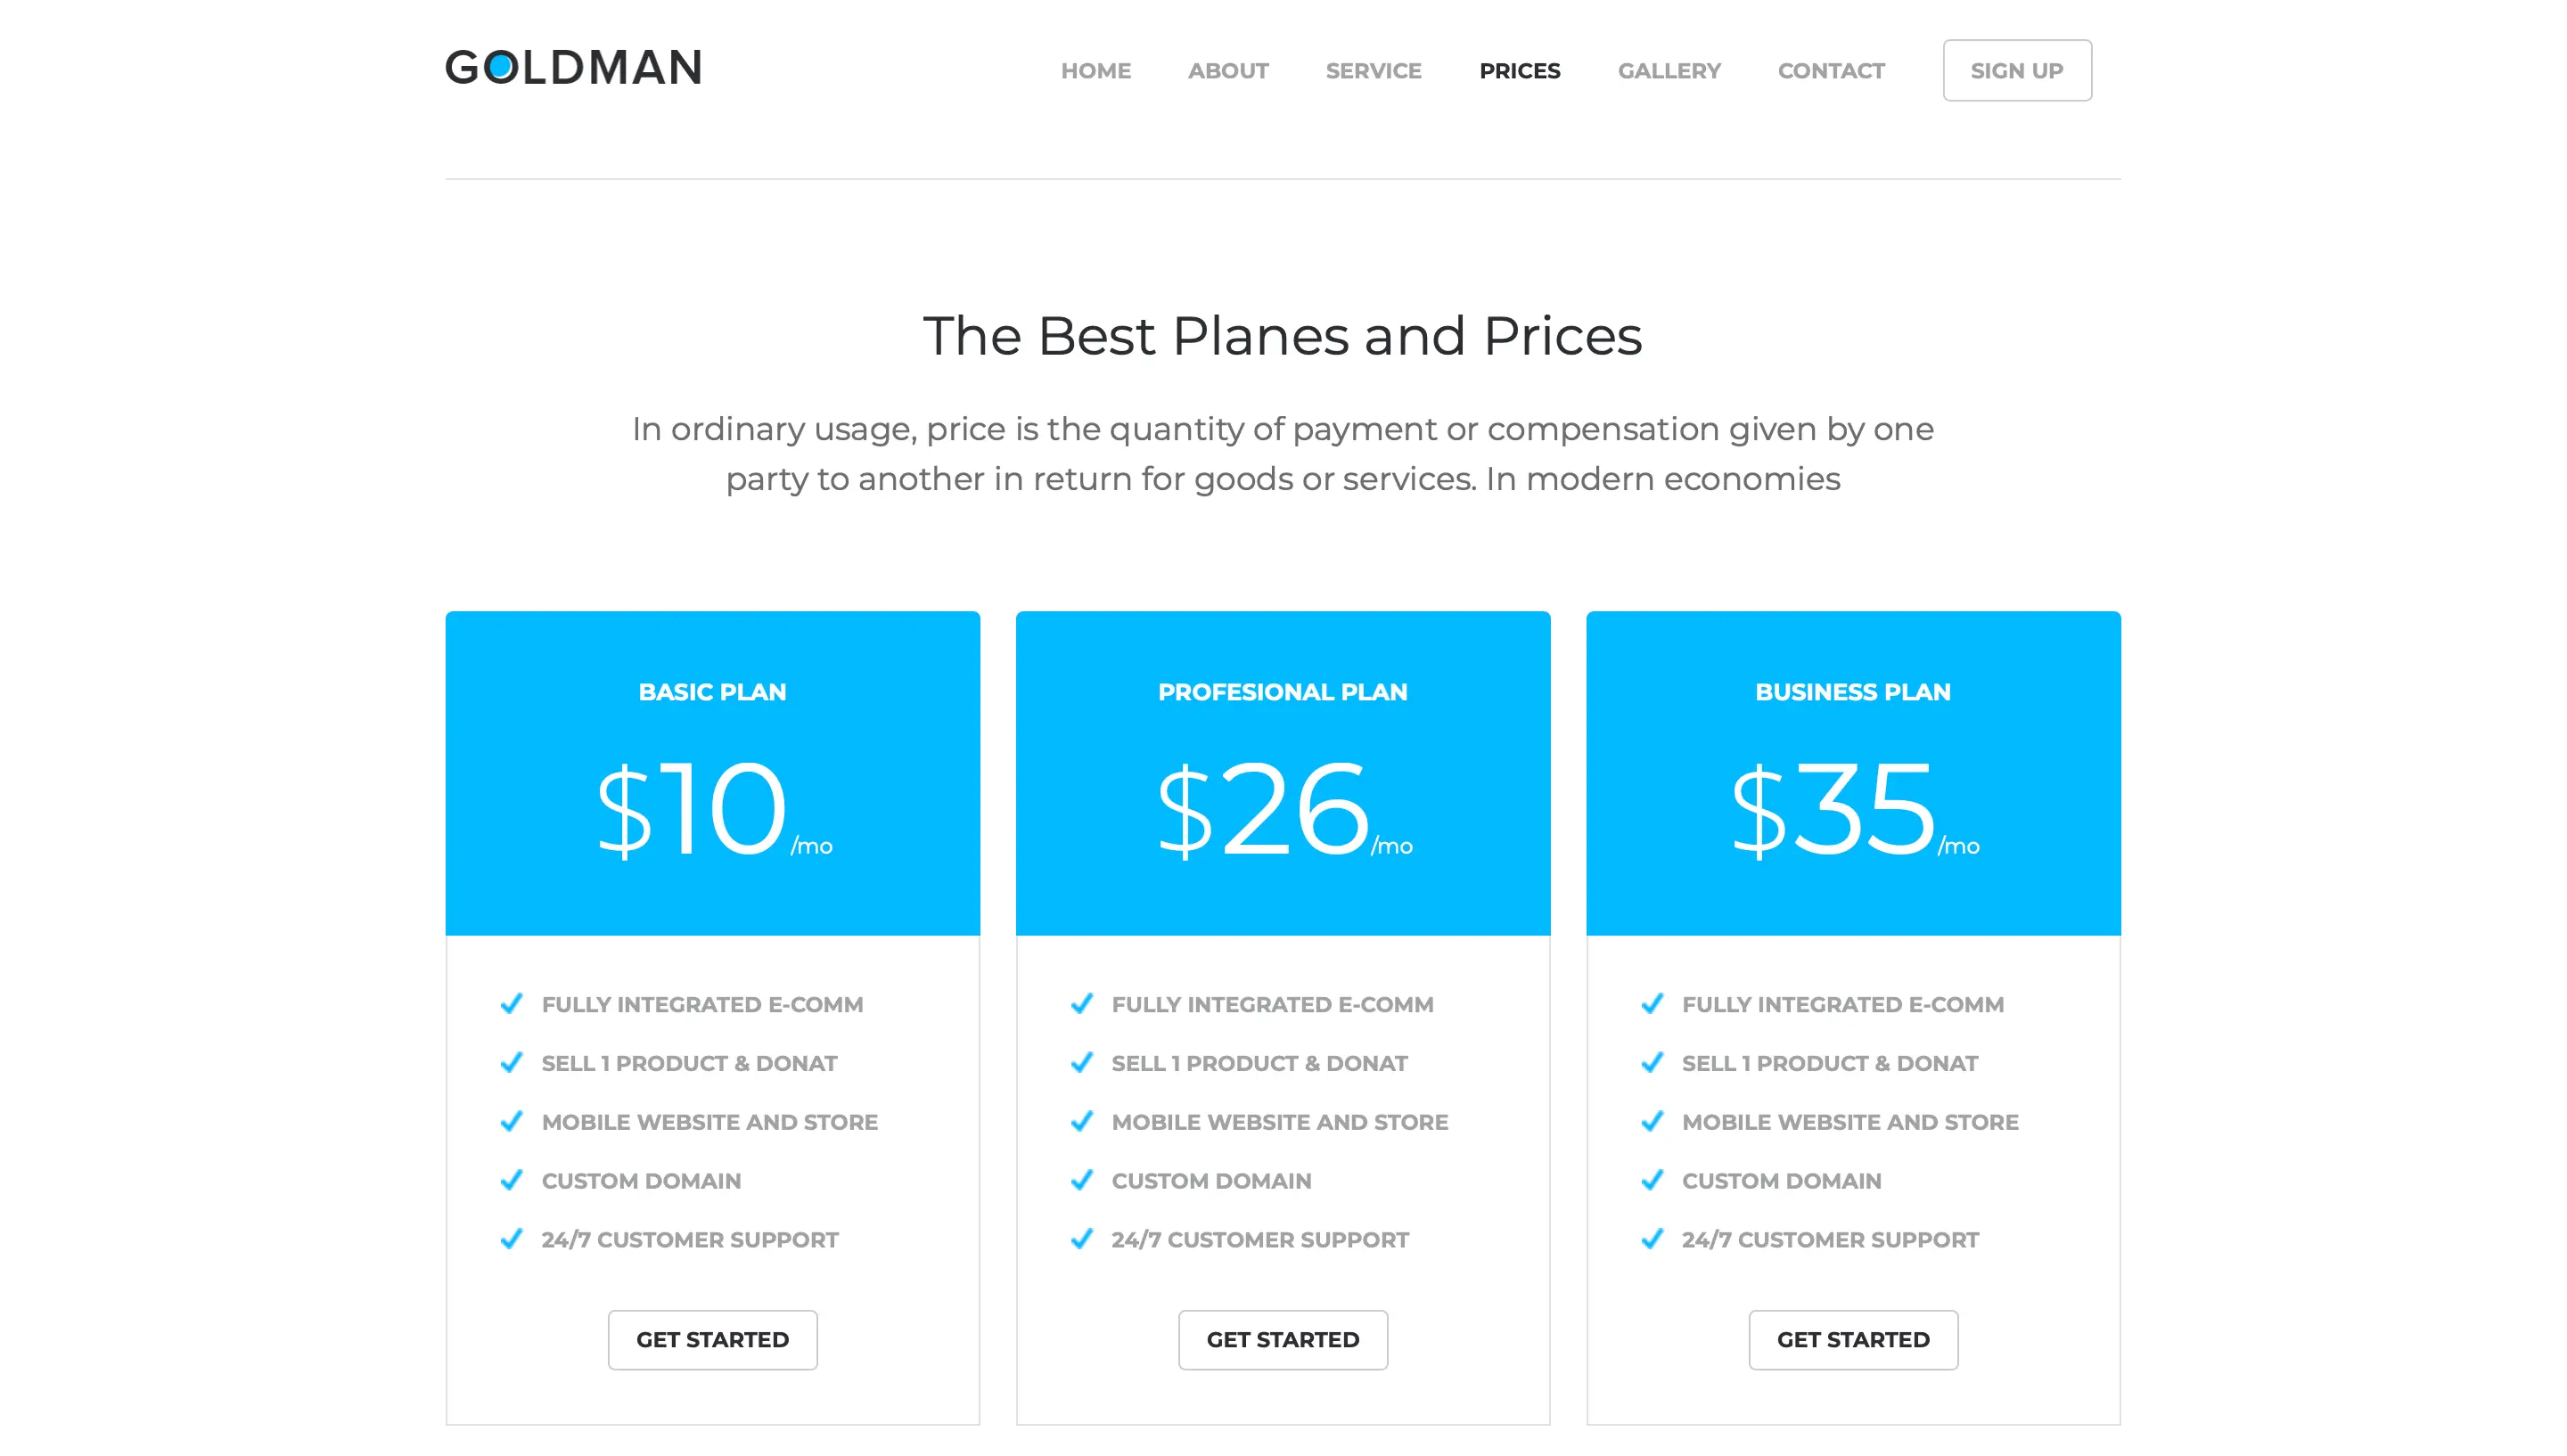 GOLDMAN
HOME ABOUT SERVICE PRICES GALLERY CONTACT SIGN UP
The Best Planes and Prices
In ordinary usage, price is the quantity of payment or compensation given by one
party to another in return for goods or services. In modern economies
BASIC PLAN
$10/mo
FULLY INTEGRATED E-COMM
SELL 1 PRODUCT & DONAT
MOBILE WEBSITE AND STORE
CUSTOM DOMAIN
24/7 CUSTOMER SUPPORT
GET STARTED
PROFESIONAL PLAN
$26/mo
FULLY INTEGRATED E-COMM
SELL 1 PRODUCT & DONAT
MOBILE WEBSITE AND STORE
CUSTOM DOMAIN
24/7 CUSTOMER SUPPORT
GET STARTED
BUSINESS PLAN
$35/mo
FULLY INTEGRATED E-COMM
SELL 1 PRODUCT & DONAT
MOBILE WEBSITE AND STORE
CUSTOM DOMAIN
24/7 CUSTOMER SUPPORT
GET STARTED